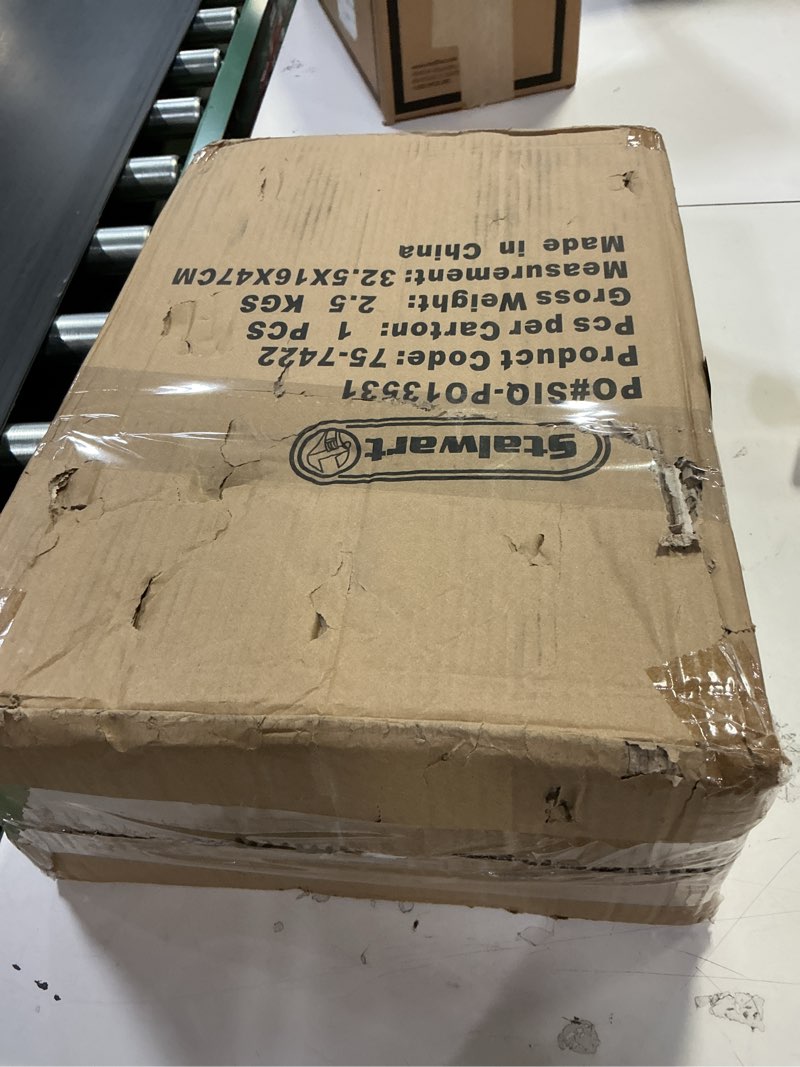 Stalwart
PO#SIQ-PO13531
Product Code: 75-7422
Pcs per Carton: 1 PCS
Gross Weight: 2.5 KGS
Measurement: 32.5X16X47CM
Made in China